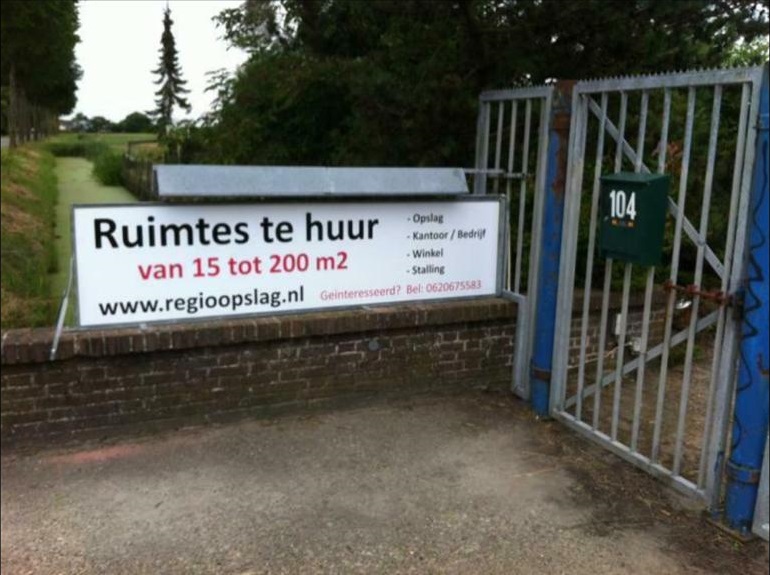 Ruimtes te huur
van 15 tot 200 m2
www.regioopslag.nl
- Opslag
- Kantoor / Bedrijf
- Winkel
- Stalling
Geinteresseerd? Bel: 0620675583
104